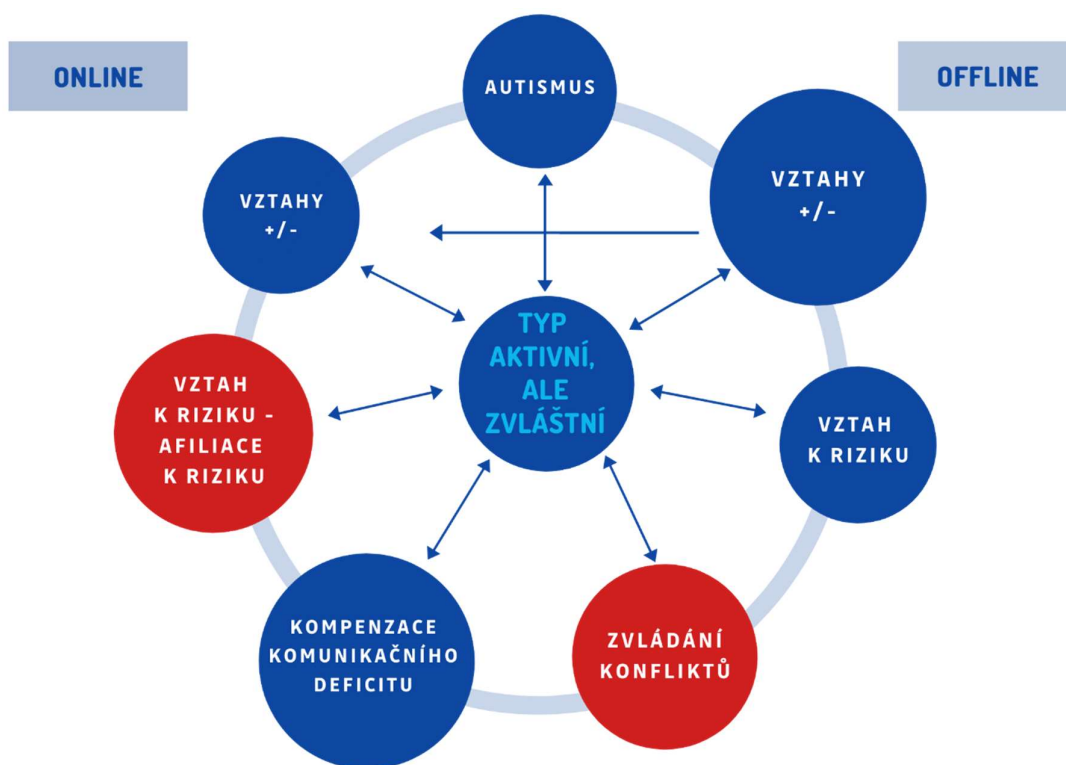 ONLINE
OFFLINE
AUTISMUS
VZTAHY
+/-
VZTAHY
+/-
TYP
AKTIVNÍ,
ALE
ZVLÁŠTNÍ
VZTAH
K RIZIKU -
AFILIACE
K RIZIKU
VZTAH
K RIZIKU
KOMPENZACE
KOMUNIKAČNÍHO
DEFICITU
ZVLÁDÁNÍ
KONFLIKTŮ